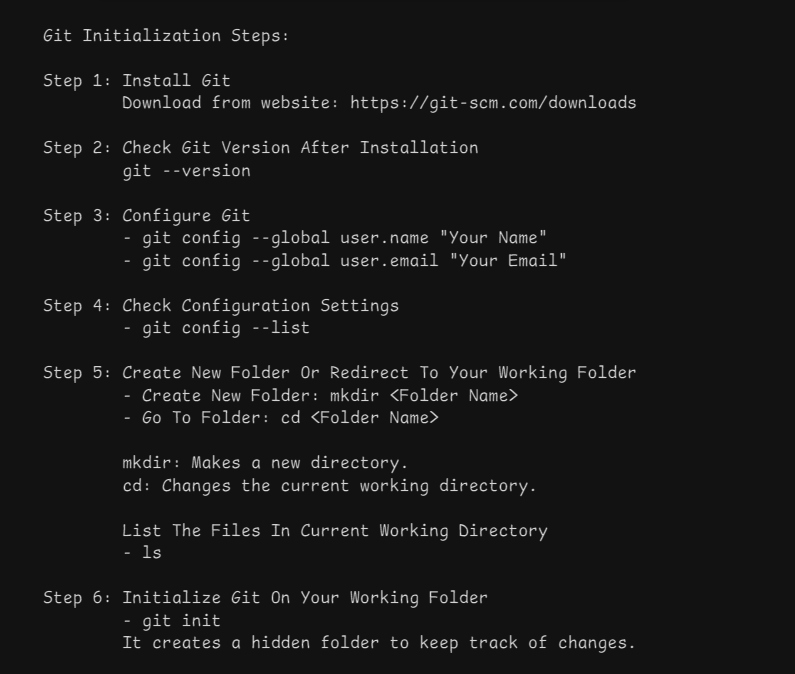 Git Initialization Steps:
Step 1: Install Git
Download from website: https://git-scm.com/downloads
Step 2: Check Git Version After Installation
git --version
Step 3: Configure Git
- git config --global user.name "Your Name"
- git config --global user.email "Your Email"
Step 4: Check Configuration Settings
- git config --list
Step 5: Create New Folder Or Redirect To Your Working Folder
- Create New Folder: mkdir <Folder Name>
- Go To Folder: cd <Folder Name>
mkdir: Makes a new directory.
cd: Changes the current working directory.
List The Files In Current Working Directory
- ls
Step 6: Initialize Git On Your Working Folder
- git init
It creates a hidden folder to keep track of changes.